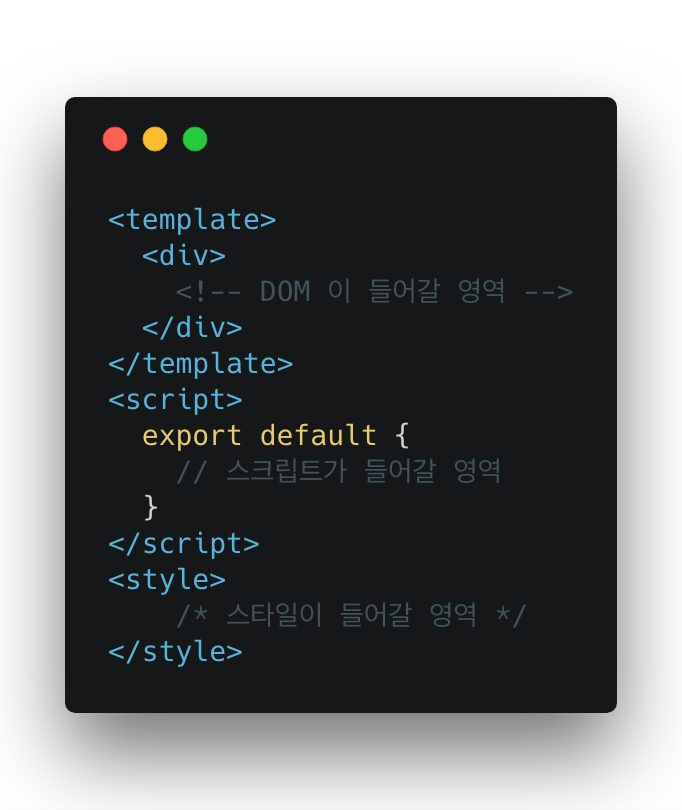 <template>
  <div>
    <!-- DOM 이 들어갈 영역 -->
  </div>
</template>
<script>
  export default {
    // 스크립트가 들어갈 영역
  }
</script>
<style>
    /* 스타일이 들어갈 영역 */
</style>